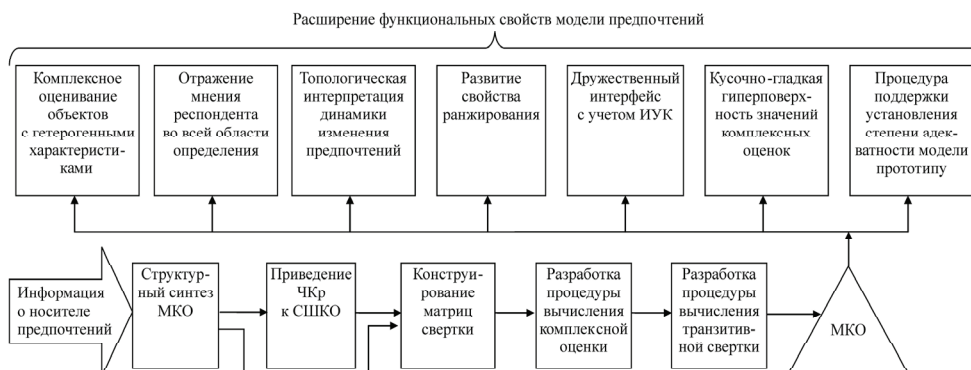 Расширение функциональных свойств модели предпочтений
Комплексное
оценивание
объектов
с гетерогенными
характеристи-
ками
Отражение
мнения
респондента
во всей области
определения
Топологическая
интерпретация
динамики
изменения
предпочтений
Развитие
свойства
ранжирования
Дружественный
интерфейс
с учетом ИУК
Кусочно-гладкая
гиперповерх-
ность значений
комплексных
оценок
Процедура
поддержки
установления
степени адек-
ватности модели
прототипу
Информация
о носителе
предпочтений
Структур-
ный синтез
МКО
Приведение
ЧКр
к СШКО
Конструи-
рование
матриц
свертки
Разработка
процедуры
вычисления
комплексной
оценки
Разработка
процедуры
вычисления
транзитив-
ной свертки
МКО